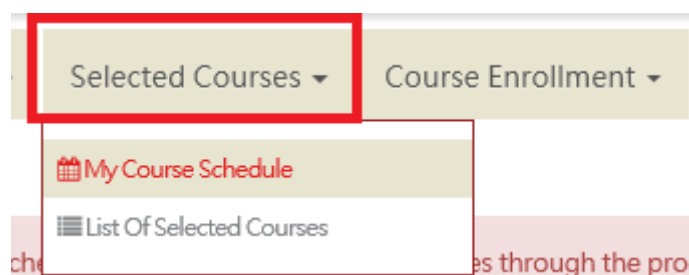 Selected Courses Course Enrollment
My Course Schedule
List Of Selected Courses
es through the pro